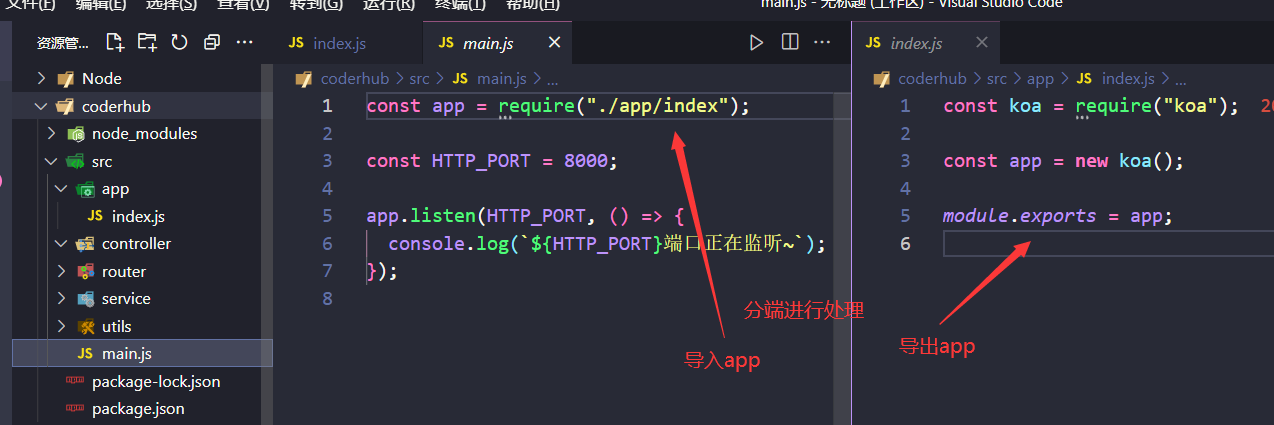 文件(F) 编辑(E) 选择(S) 查看(V) 转到(G) 运行(R) 终端(T) 帮助(H) main.js - 无标题 (工作区) - Visual Studio Code
资源管...
Node
coderhub
node_modules
src
app
JS index.js
controller
router
service
utils
JS main.js
package-lock.json
package.json
JS index.js JS main.js
coderhub > src > JS main.js > ...
1 const app = require("./app/index");
2
3 const HTTP_PORT = 8000;
4
5 app.listen(HTTP_PORT, () => {
6 console.log(`${HTTP_PORT}端口正在监听~`);
7 });
8
导入app
分端进行处理
JS index.js
coderhub > src > app > JS index.js > ...
1 const koa = require("koa");
2
3 const app = new koa();
4
5 module.exports = app;
6
导出app